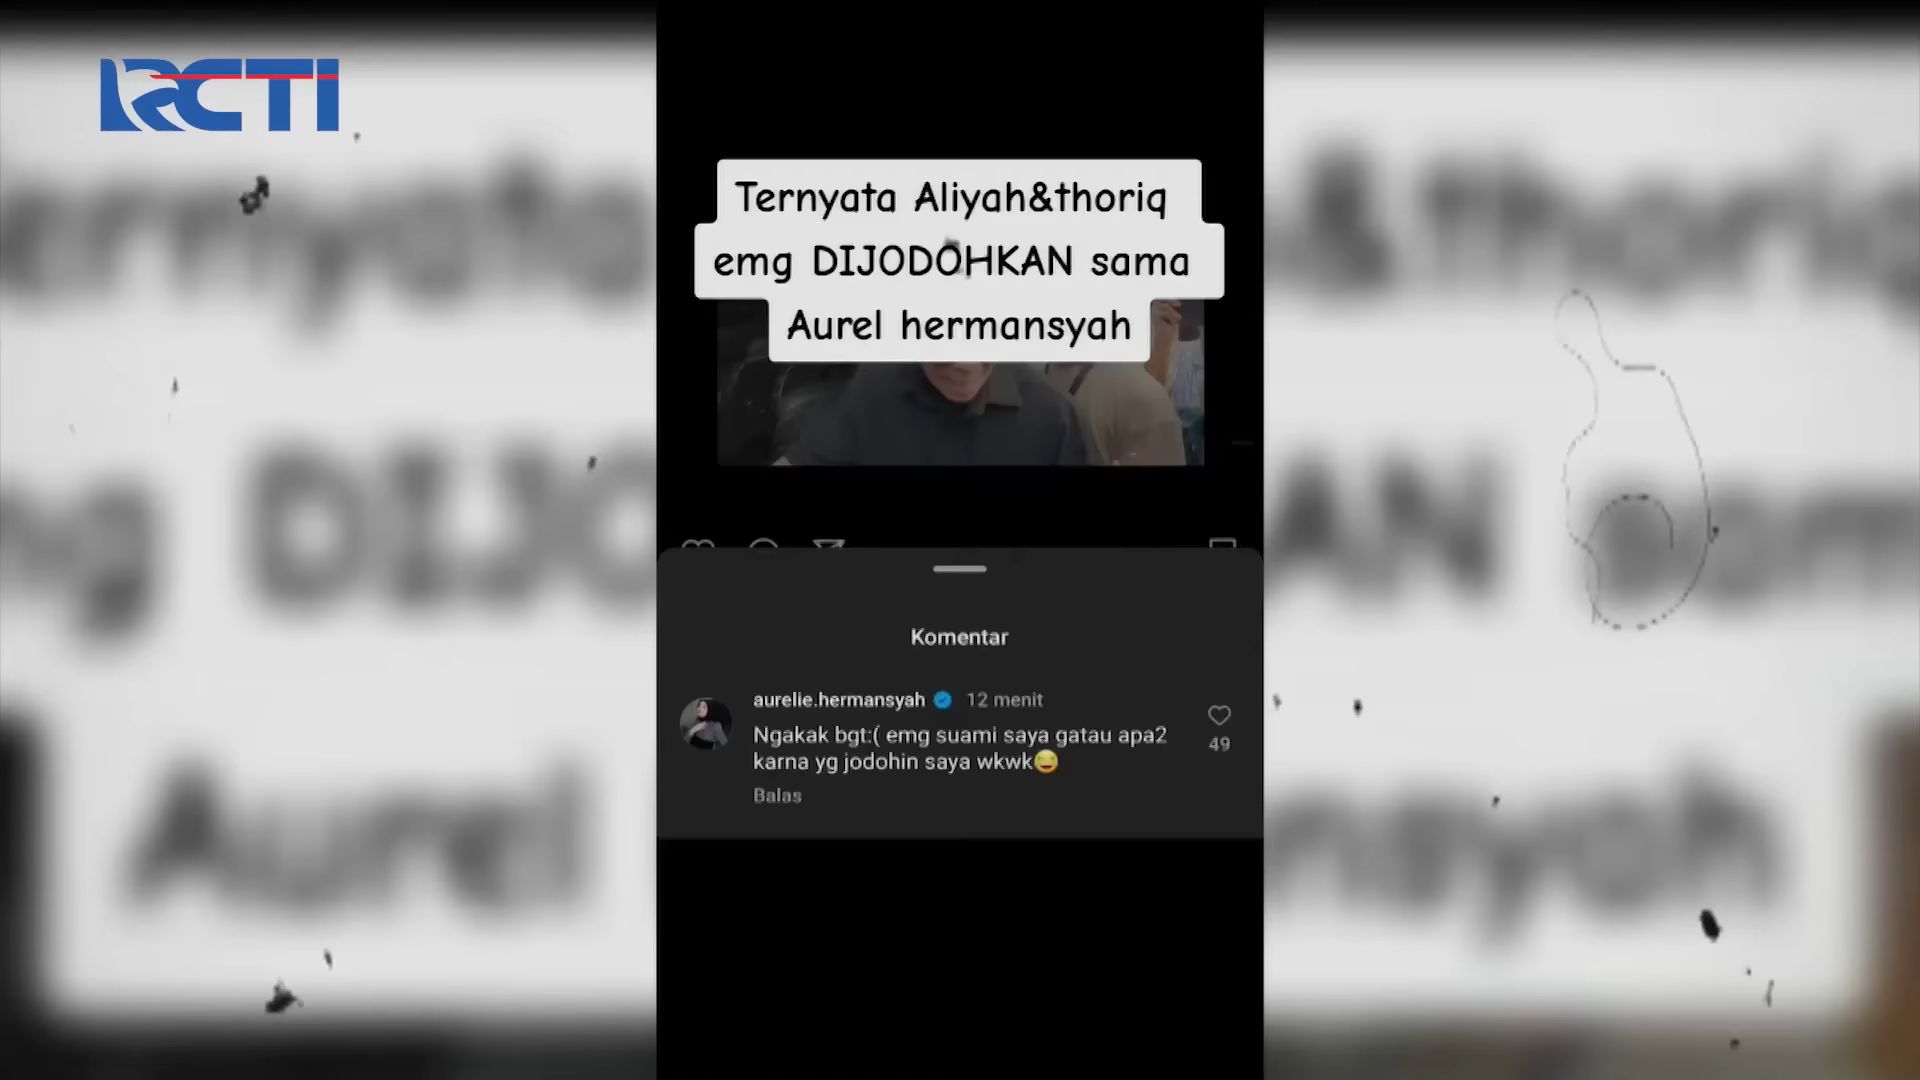 RCTI
Ternyata Aliyah&thoriq
emg DIJODOHKAN sama
Aurel hermansyah
Komentar
aurelie.hermansyah 12 menit
Ngakak bgt:( emg suami saya gatau apa2
karna yg jodohin saya wkwk😂
49
Balas